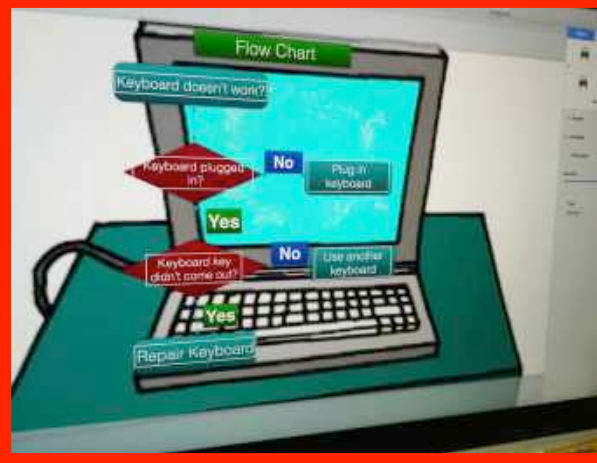 Flow Chart
Keyboard doesn't work?
Keyboard plugged
in?
No
Plug in
keyboard
Yes
Keyboard key
didn't come out?
No
Use another
keyboard
Yes
Repair Keyboard